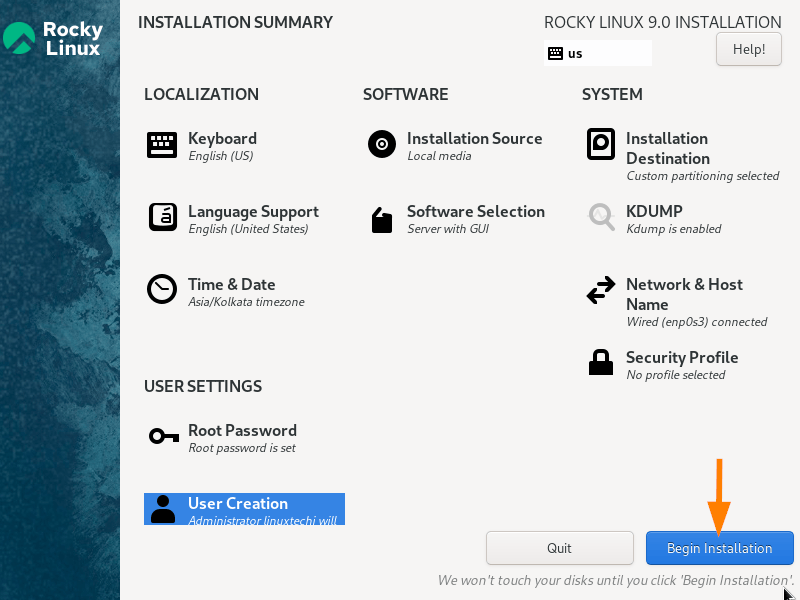 Rocky
Linux
INSTALLATION SUMMARY
ROCKY LINUX 9.0 INSTALLATION
us
Help!
LOCALIZATION
Keyboard
English (US)
Language Support
English (United States)
Time & Date
Asia/Kolkata timezone
SOFTWARE
Installation Source
Local media
Software Selection
Server with GUI
SYSTEM
Installation
Destination
Custom partitioning selected
KDUMP
Kdump is enabled
Network & Host
Name
Wired (enp0s3) connected
Security Profile
No profile selected
USER SETTINGS
Root Password
Root password is set
User Creation
Administrator linuxtechi will
Quit
Begin Installation
We won't touch your disks until you click 'Begin Installation'.